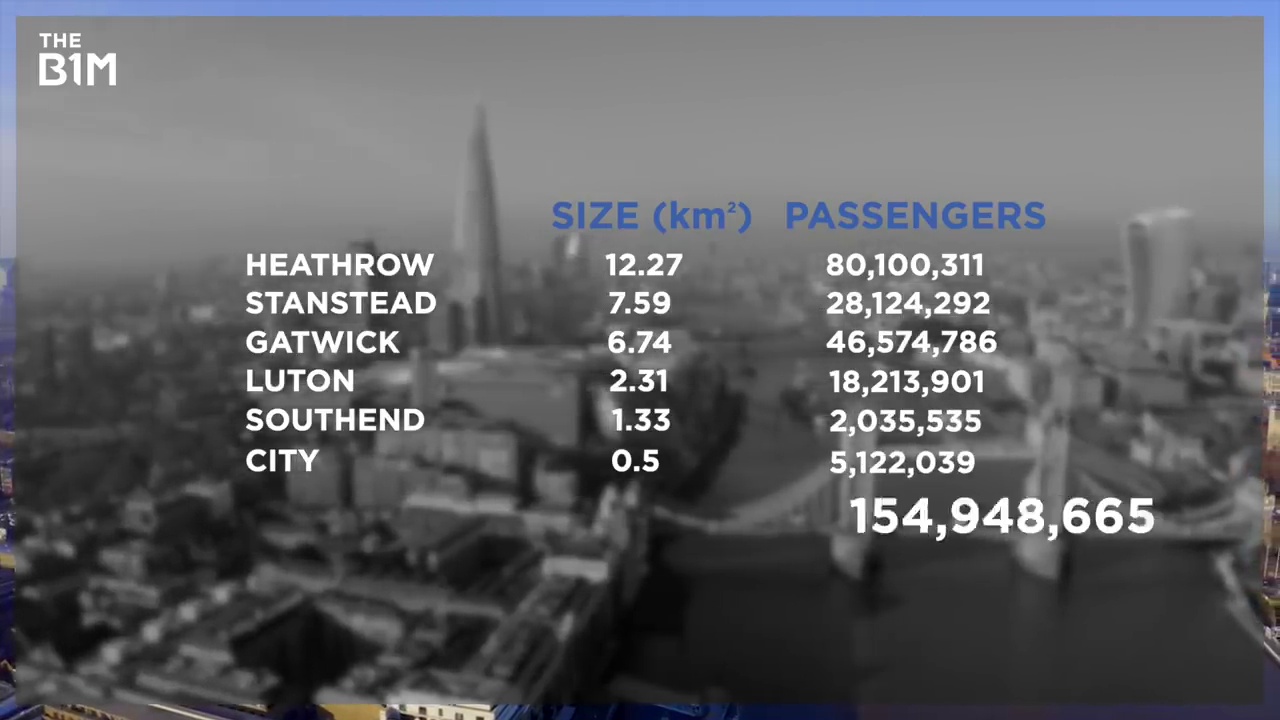 THE
B1M
SIZE (km²) PASSENGERS
HEATHROW 12.27 80,100,311
STANSTEAD 7.59 28,124,292
GATWICK 6.74 46,574,786
LUTON 2.31 18,213,901
SOUTHEND 1.33 2,035,535
CITY 0.5 5,122,039
154,948,665